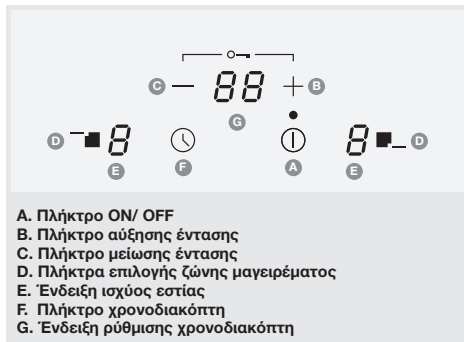 C 88 B
G
D 8 8 D
E F A E
A. Πλήκτρο ON/ OFF
B. Πλήκτρο αύξησης έντασης
C. Πλήκτρο μείωσης έντασης
D. Πλήκτρα επιλογής ζώνης μαγειρέματος
E. Ένδειξη ισχύος εστίας
F. Πλήκτρο χρονοδιακόπτη
G. Ένδειξη ρύθμισης χρονοδιακόπτη